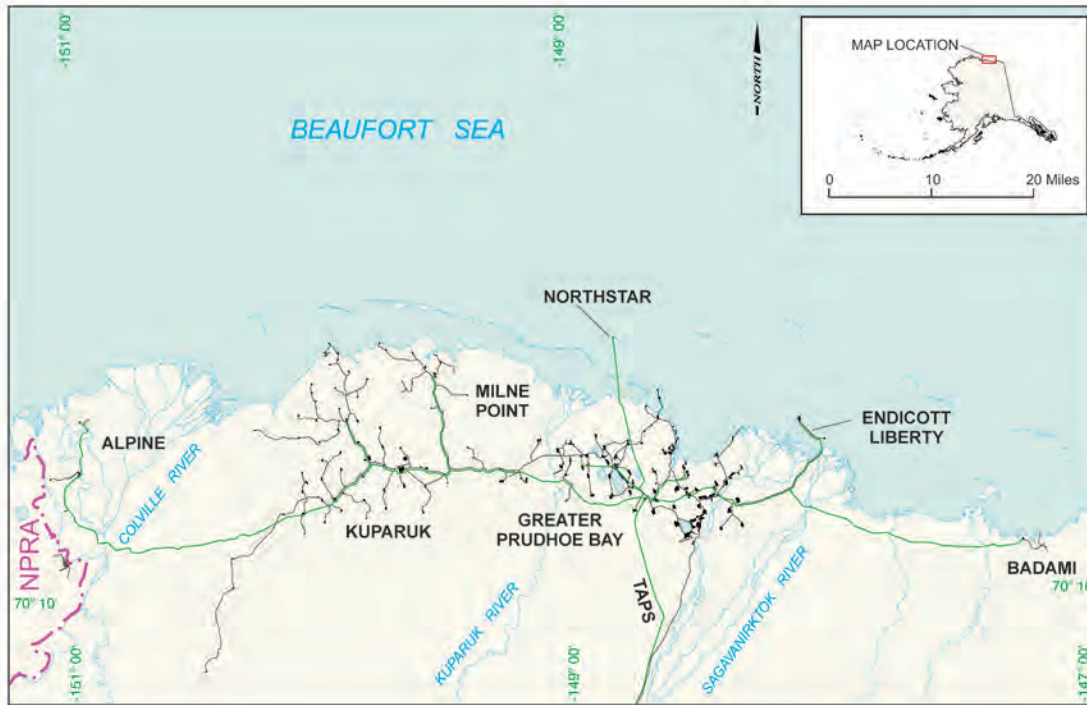 -151° 00'
-149° 00'
NORTH
MAP LOCATION
0 10 20 Miles
BEAUFORT SEA
NORTHSTAR
MILNE
POINT
ENDICOTT
LIBERTY
ALPINE
COLVILLE RIVER
KUPARUK
GREATER
PRUDHOE BAY
BADAMI
NPRA
70° 10'
70° 10'
TAPS
KUPARUK RIVER
SAGAVANIRKTOK RIVER
-151° 00'
-149° 00'
-147° 00'